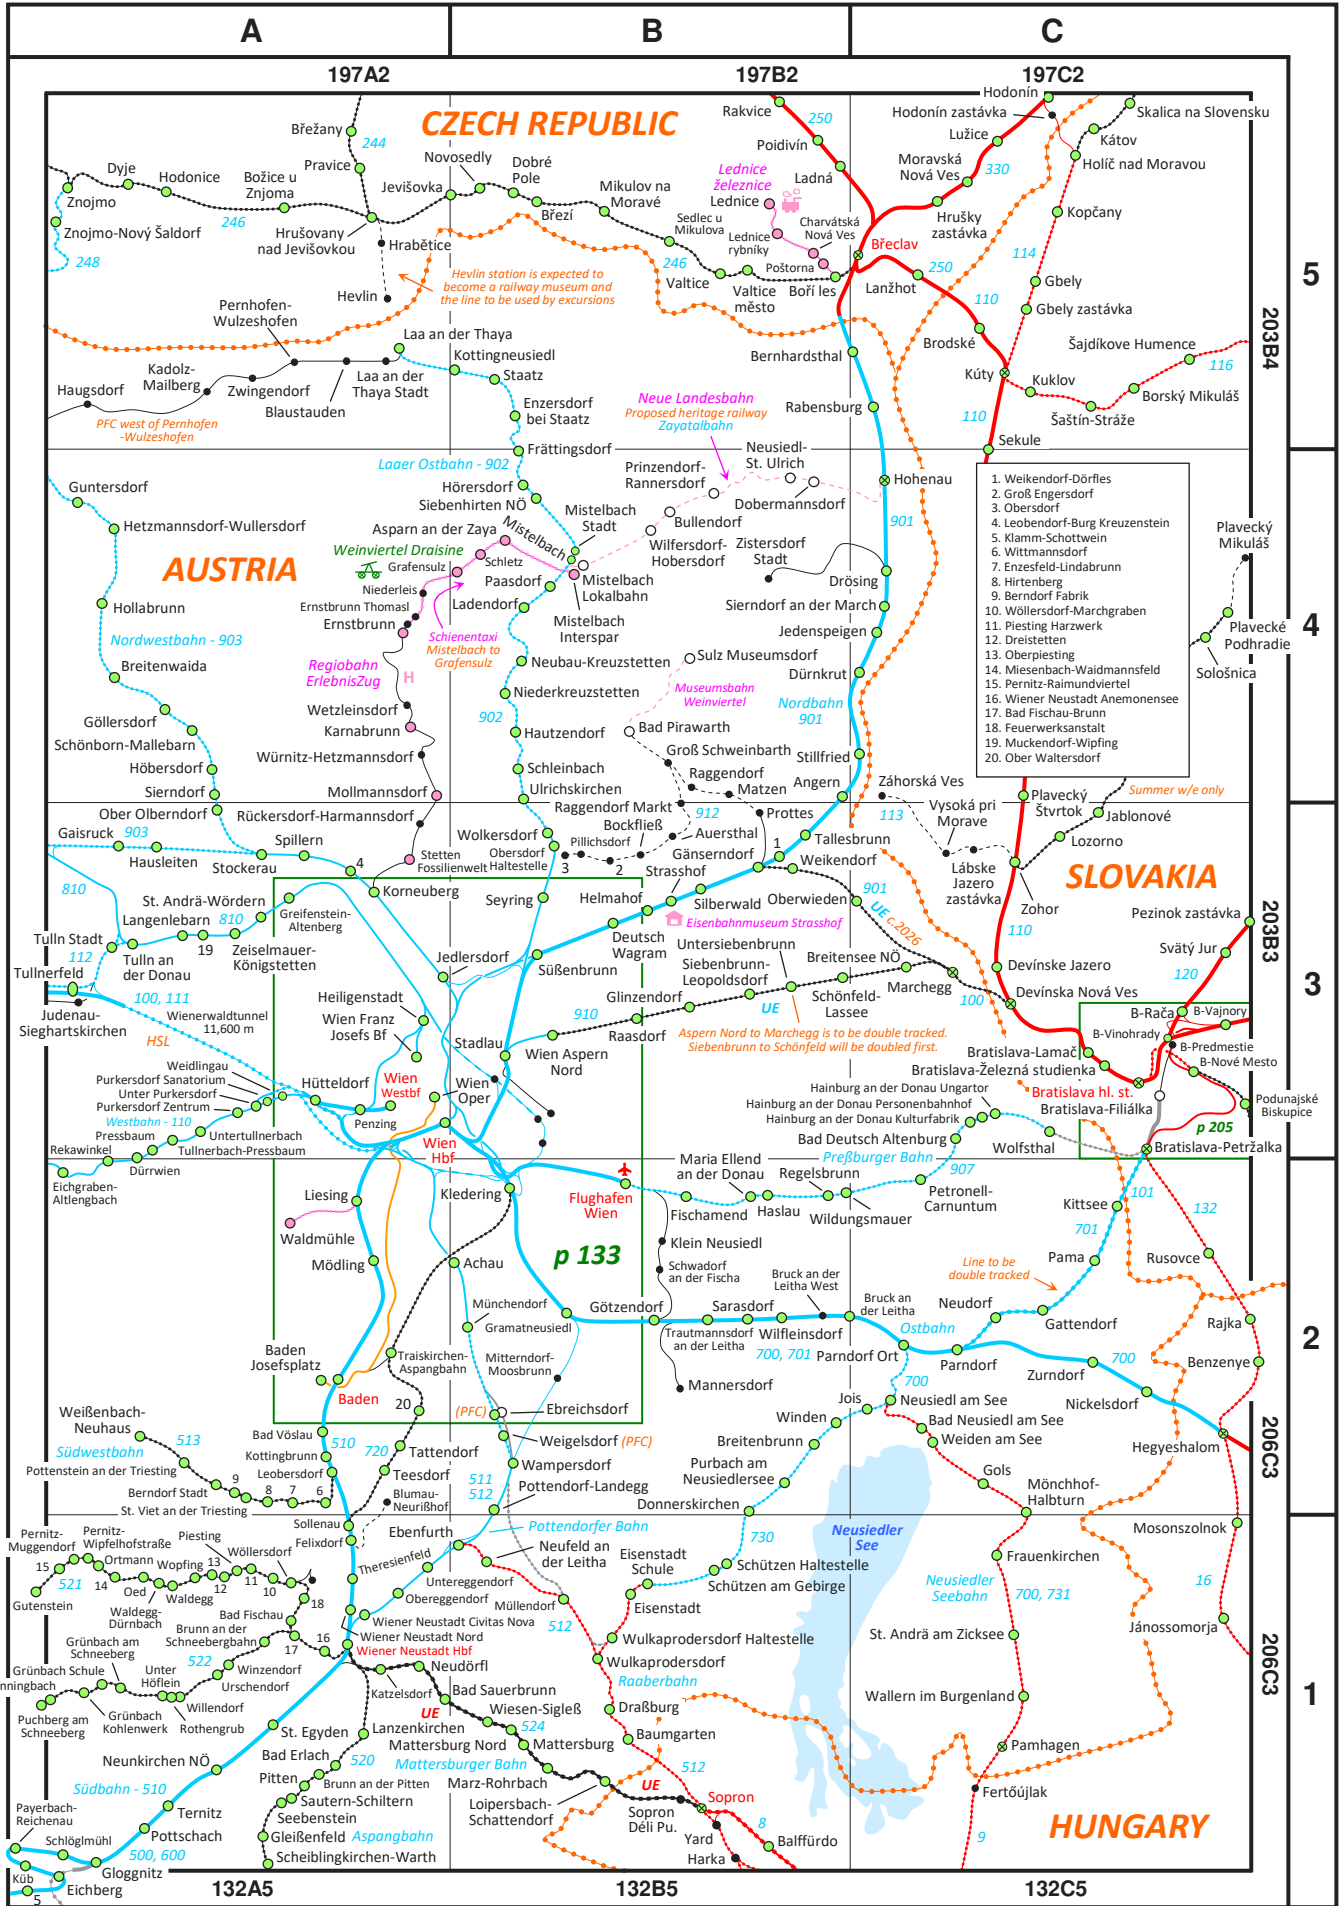 A
B
C
197A2
197B2
197C2
CZECH REPUBLIC
Břežany
244
Pravice
Dyje
Hodonice
Božice u
Znjoma
Jevišovka
Novosedly
Dobré
Pole
Březí
Mikulov na
Moravé
Sedlec u
Mikulova
Znojmo
Znojmo-Nový Šaldorf
246
248
Hrušovany
nad Jevišovkou
Hrabětice
Hevlin
Hevlin station is expected to
become a railway museum and
the line to be used by excursions
246
Valtice
Valtice
město
Boří les
Poštorna
Charvátská
Nová Ves
Lednice
rybníky
Lednice
železnice
Lednice
Rakvice
250
Poidivín
Ladná
Břeclav
Hodonín
Hodonín zastávka
Lužice
Moravská
Nová Ves
330
Hrušky
zastávka
Skalica na Slovensku
Kátov
Holíč nad Moravou
Kopčany
114
Gbely
Gbely zastávka
250
Lanžhot
110
Brodské
Kúty
Kuklov
Šaštín-Stráže
Borský Mikuláš
Šajdíkove Humence
116
110
Sekule
5
203B4
Pernhofen-
Wulzeshofen
Laa an der Thaya
Kadolz-
Mailberg
Haugsdorf
Zwingendorf
Blaustauden
Laa an der
Thaya Stadt
PFC west of Pernhofen
-Wulzeshofen
Kottingneusiedl
Staatz
Enzersdorf
bei Staatz
Frättingsdorf
Bernhardsthal
Rabensburg
Neue Landesbahn
Proposed heritage railway
Zayatalbahn
Laaer Ostbahn - 902
Hörersdorf
Siebenhirten NÖ
Prinzendorf-
Rannersdorf
Neusiedl-
St. Ulrich
Dobermannsdorf
Hohenau
Mistelbach
Stadt
Bullendorf
Wilfersdorf-
Hobersdorf
Zistersdorf
Stadt
901
Drösing
Guntersdorf
Hetzmannsdorf-Wullersdorf
AUSTRIA
Asparn an der Zaya
Mistelbach
Weinviertel Draisine
Grafensulz
Schletz
Niederleis
Ernstbrunn Thomasl
Ernstbrunn
Paasdorf
Ladendorf
Mistelbach
Lokalbahn
Mistelbach
Interspar
Schienentaxi
Mistelbach to
Grafensulz
Hollabrunn
Nordwestbahn - 903
Breitenwaida
Regiobahn
ErlebnisZug
H
Göllersdorf
Schönborn-Mallebarn
Höbersdorf
Sierndorf
Wetzleinsdorf
Karnabrunn
Würnitz-Hetzmannsdorf
Mollmannsdorf
Neubau-Kreuzstetten
Niederkreuzstetten
902
Hautzendorf
Schleinbach
Ulrichskirchen
Sulz Museumsdorf
Museumsbahn
Weinviertel
Bad Pirawarth
Groß Schweinbarth
Raggendorf
Matzen
Sierndorf an der March
Jedenspeigen
Dürnkrut
Nordbahn
901
Stillfried
Angern
1. Weikendorf-Dörfles
2. Groß Engersdorf
3. Obersdorf
4. Leobendorf-Burg Kreuzenstein
5. Klamm-Schottwein
6. Wittmannsdorf
7. Enzesfeld-Lindabrunn
8. Hirtenberg
9. Berndorf Fabrik
10. Wöllersdorf-Marchgraben
11. Piesting Harzwerk
12. Dreistetten
13. Oberpiesting
14. Miesenbach-Waidmannsfeld
15. Pernitz-Raimundviertel
16. Wiener Neustadt Anemonensee
17. Bad Fischau-Brunn
18. Feuerwerksanstalt
19. Muckendorf-Wipfing
20. Ober Waltersdorf
Plavecký
Mikuláš
Plavecké
Podhradie
Sološnica
4
Záhorská Ves
Plavecký
Štvrtok
Summer w/e only
Jablonové
Lozorno
113
Vysoká pri
Morave
Lábske
Jazero
zastávka
Zohor
SLOVAKIA
Ober Olberndorf
Gaisruck
903
Hausleiten
Stockerau
Spillern
Rückersdorf-Harmannsdorf
Stetten
Fossilienwelt
4
Korneuberg
Raggendorf Markt
Wolkersdorf
Obersdorf
Haltestelle
Pillichsdorf
Bockfließ
3
2
912
Auersthal
Prottes
1
Tallesbrunn
Gänserndorf
Weikendorf
Strasshof
Silberwald
Oberwieden
901
UE c.2026
Seyring
Helmahof
Eisenbahnmuseum Strasshof
Deutsch
Wagram
810
St. Andrä-Wördern
Langenlebarn
810
Greifenstein-
Altenberg
19
Zeiselmauer-
Königstetten
Tulln Stadt
112
Tulln an
der Donau
Tullnerfeld
100, 111
Judenau-
Sieghartskirchen
Wienerwaldtunnel
11,600 m
HSL
Jedlersdorf
Süßenbrunn
Heiligenstadt
Wien Franz
Josefs Bf
Untersiebenbrunn
Siebenbrunn-
Leopoldsdorf
Glinzendorf
910
Raasdorf
UE
Breitensee NÖ
Schönfeld-
Lassee
Marchegg
100
Aspern Nord to Marchegg is to be double tracked.
Siebenbrunn to Schönfeld will be doubled first.
Stadlau
Wien Aspern
Nord
Pezinok zastávka
Svätý Jur
120
Devínske Jazero
110
Devínska Nová Ves
B-Rača
B-Vajnory
B-Vinohrady
B-Predmestie
B-Nové Mesto
Bratislava-Lamač
Bratislava-Železná studienka
Bratislava hl. st.
Bratislava-Filiálka
Podunajské
Biskupice
p 205
Bratislava-Petržalka
203B3
3
Weidlingau
Purkersdorf Sanatorium
Unter Purkersdorf
Purkersdorf Zentrum
Westbahn - 110
Pressbaum
Rekawinkel
Dürrwien
Untertullnerbach
Tullnerbach-Pressbaum
Eichgraben-
Altlengbach
Hütteldorf
Wien
Westbf
Penzing
Wien
Oper
Wien
Hbf
Hainburg an der Donau Ungartor
Hainburg an der Donau Personenbahnhof
Hainburg an der Donau Kulturfabrik
Bad Deutsch Altenburg
Preßburger Bahn
907
Wolfsthal
Maria Ellend
an der Donau
Regelsbrunn
Petronell-
Carnuntum
Fischamend
Haslau
Wildungsmauer
Liesing
Waldmühle
Mödling
Kledering
Flughafen
Wien
p 133
Achau
Klein Neusiedl
Schwadorf
an der Fischa
Münchendorf
Gramatneusiedl
Götzendorf
Sarasdorf
Trautmannsdorf
an der Leitha
Wilfleinsdorf
Bruck an der
Leitha West
Bruck an
der Leitha
700, 701
Parndorf Ort
Ostbahn
Neudorf
Line to be
double tracked
Kittsee
101
701
Pama
Gattendorf
Parndorf
Zurndorf
700
Nickelsdorf
132
Rusovce
Rajka
Benzenye
2
Hegyeshalom
206C3
Baden
Josefsplatz
Baden
Traiskirchen-
Aspangbahn
20
Mitterndorf-
Moosbrunn
Mannersdorf
(PFC)
Ebreichsdorf
Weigelsdorf (PFC)
Wampersdorf
Pottendorf-Landegg
511
512
Weißenbach-
Neuhaus
Südwestbahn
513
Pottenstein an der Triesting
Berndorf Stadt
St. Viet an der Triesting
9
8
7
6
Bad Vöslau
Kottingbrunn
Leobersdorf
510
720
Tattendorf
Teesdorf
Blumau-
Neurißhof
700
Jois
Winden
Breitenbrunn
Purbach am
Neusiedlersee
Donnerskirchen
730
Neusiedl am See
Bad Neusiedl am See
Weiden am See
Gols
Mönchhof-
Halbturn
Neusiedler
See
Neusiedler
Seebahn
Frauenkirchen
700, 731
St. Andrä am Zicksee
Wallern im Burgenland
Pamhagen
Fertőújlak
9
Mosonszolnok
16
Jánossomorja
206C3
1
HUNGARY
Pernitz-
Muggendorf
Pernitz-
Wipfelhofstraße
Ortmann
Piesting
Wopfing
13
Wöllersdorf
15
521
14
Oed
Waldegg
12
11
10
Gutenstein
Waldegg-
Dürnbach
18
Sollenau
Felixdorf
Theresienfeld
Ebenfurth
Pottendorfer Bahn
Neufeld an
der Leitha
Untereggendorf
Obereggendorf
Müllendorf
512
Eisenstadt
Schule
Eisenstadt
Schützen Haltestelle
Schützen am Gebirge
Wulkaprodersdorf Haltestelle
Wulkaprodersdorf
Raaberbahn
Draßburg
Baumgarten
512
Bad Fischau
Brunn an der
Schneebergbahn
17
16
Wiener Neustadt Civitas Nova
Wiener Neustadt Nord
Wiener Neustadt Hbf
Grünbach am
Schneeberg
Grünbach Schule
nningbach
Unter
Höflein
522
Winzendorf
Urschendorf
Willendorf
Rothengrub
Puchberg am
Schneeberg
Grünbach
Kohlenwerk
Katzelsdorf
Neudörfl
UE
Bad Sauerbrunn
Wiesen-Sigleß
524
Mattersburg Nord
Mattersburg
Mattersburger Bahn
Marz-Rohrbach
Loipersbach-
Schattendorf
UE
Sopron
Sopron
Déli Pu.
Yard
Harka
8
Balffürdo
St. Egyden
Lanzenkirchen
Bad Erlach
520
Neunkirchen NÖ
Pitten
Brunn an der Pitten
Sautern-Schiltern
Seebenstein
Gleißenfeld
Aspangbahn
Scheiblingkirchen-Warth
Südbahn - 510
Payerbach-
Reichenau
Schlöglmühl
Ternitz
Pottschach
500, 600
Gloggnitz
Küb
Eichberg
5
132A5
132B5
132C5